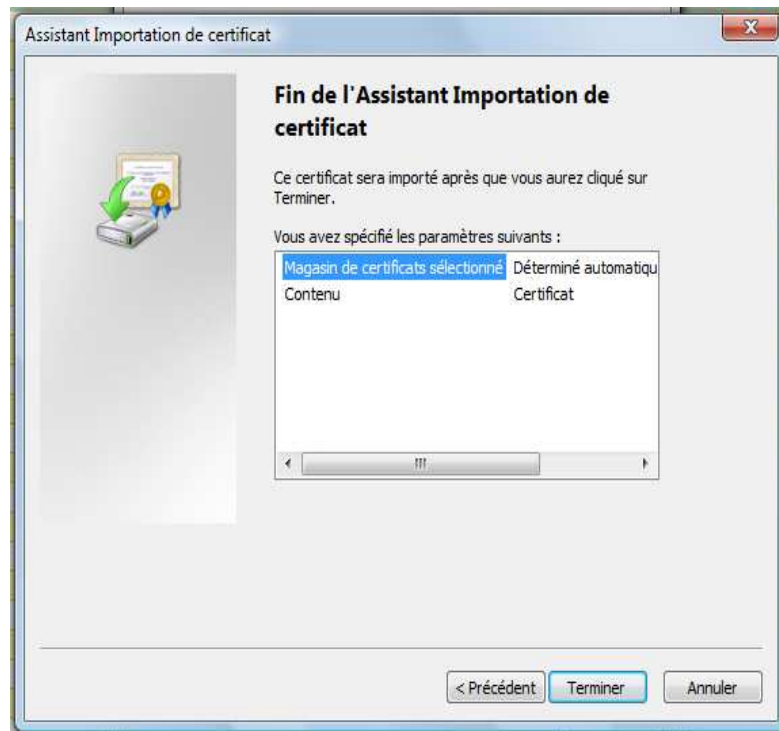 Assistant Importation de certificat
Fin de l'Assistant Importation de
certificat
Ce certificat sera importé après que vous aurez cliqué sur
Terminer.
Vous avez spécifié les paramètres suivants :
Magasin de certificats sélectionné Déterminé automatiqu
Contenu Certificat
< Précédent Terminer Annuler